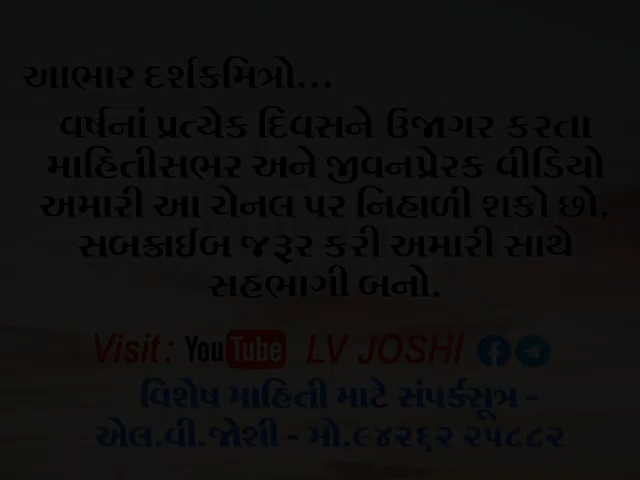 આભાર દર્શકમિત્રો...
વર્ષનાં પ્રત્યેક દિવસને ઉજાગર કરતા
માહિતીસભર અને જીવનપ્રેરક વીડિયો
અમારી આ ચેનલ પર નિહાળી શકો છો.
સબસ્ક્રાઈબ જરૂર કરી અમારી સાથે
સહભાગી બનો.
Visit : YouTube LV JOSHI
વિશેષ માહિતી માટે સંપર્કસૂત્ર -
એલ.વી.જોશી - મો.૯૪૨૬૨ ૨૫૮૮૨